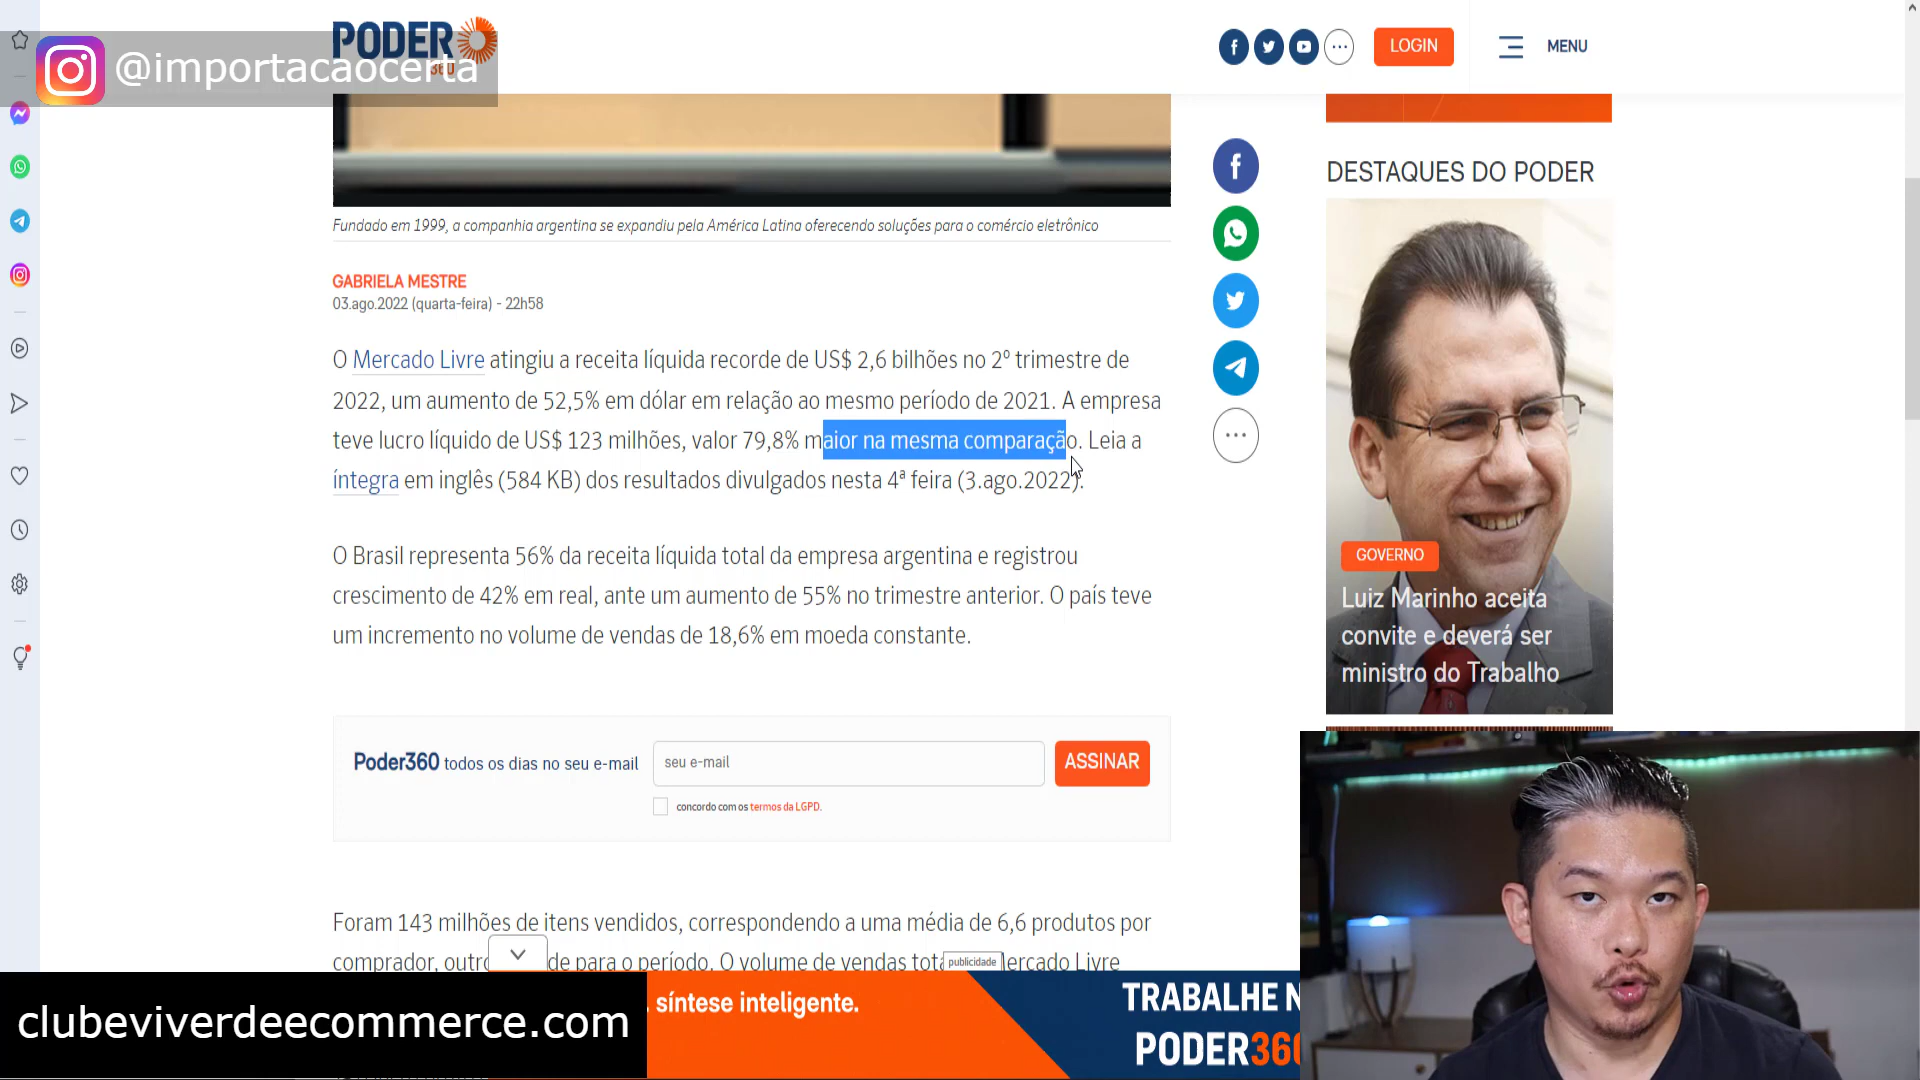 PODER
360
@importacaocerta
LOGIN
MENU
Fundado em 1999, a companhia argentina se expandiu pela América Latina oferecendo soluções para o comércio eletrônico
GABRIELA MESTRE
03.ago.2022 (quarta-feira) - 22h58
O Mercado Livre atingiu a receita líquida recorde de US$ 2,6 bilhões no 2º trimestre de
2022, um aumento de 52,5% em dólar em relação ao mesmo período de 2021. A empresa
teve lucro líquido de US$ 123 milhões, valor 79,8% maior na mesma comparação. Leia a
íntegra em inglês (584 KB) dos resultados divulgados nesta 4ª feira (3.ago.2022).
O Brasil representa 56% da receita líquida total da empresa argentina e registrou
crescimento de 42% em real, ante um aumento de 55% no trimestre anterior. O país teve
um incremento no volume de vendas de 18,6% em moeda constante.
Poder360 todos os dias no seu e-mail
seu e-mail
ASSINAR
concordo com os termos da LGPD.
Foram 143 milhões de itens vendidos, correspondendo a uma média de 6,6 produtos por
comprador, outro de para o período. O volume de vendas tota Mercado Livre
publicidade
DESTAQUES DO PODER
GOVERNO
Luiz Marinho aceita
convite e deverá ser
ministro do Trabalho
clubeviverdeecommerce.com
síntese inteligente.
TRABALHE N
PODER360